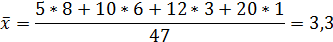 x̄ = (5 * 8 + 10 * 6 + 12 * 3 + 20 * 1) / 47 = 3,3